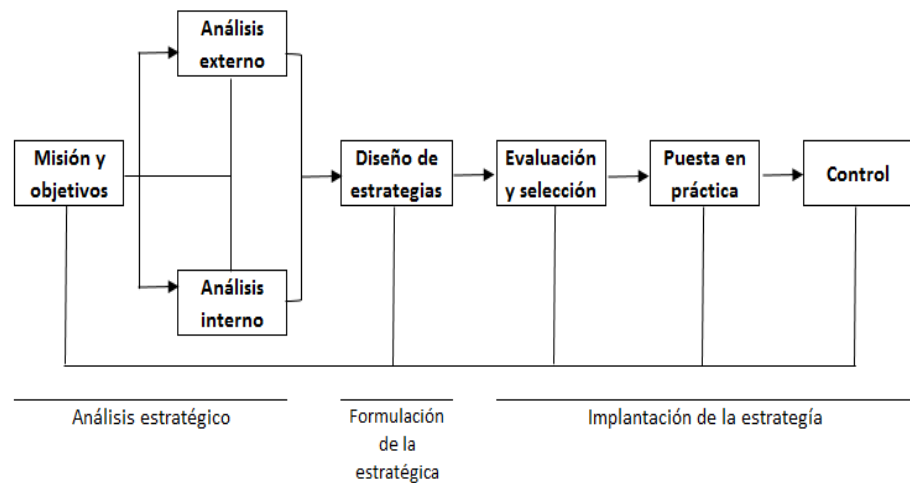 Análisis
externo
Misión y
objetivos
Análisis
interno
Diseño de
estrategias
Evaluación
y selección
Puesta en
práctica
Control
Análisis estratégico
Formulación
de la
estratégica
Implantación de la estrategía